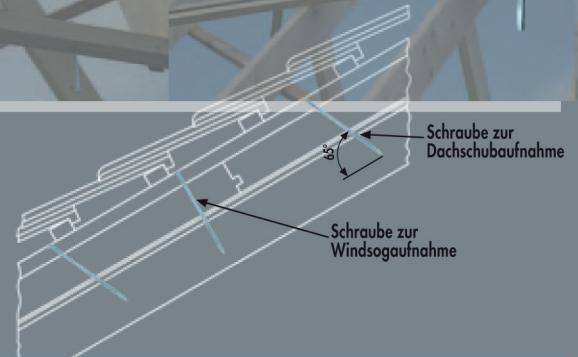 Schraube zur
Dachschubaufnahme
65°
Schraube zur
Windsogaufnahme